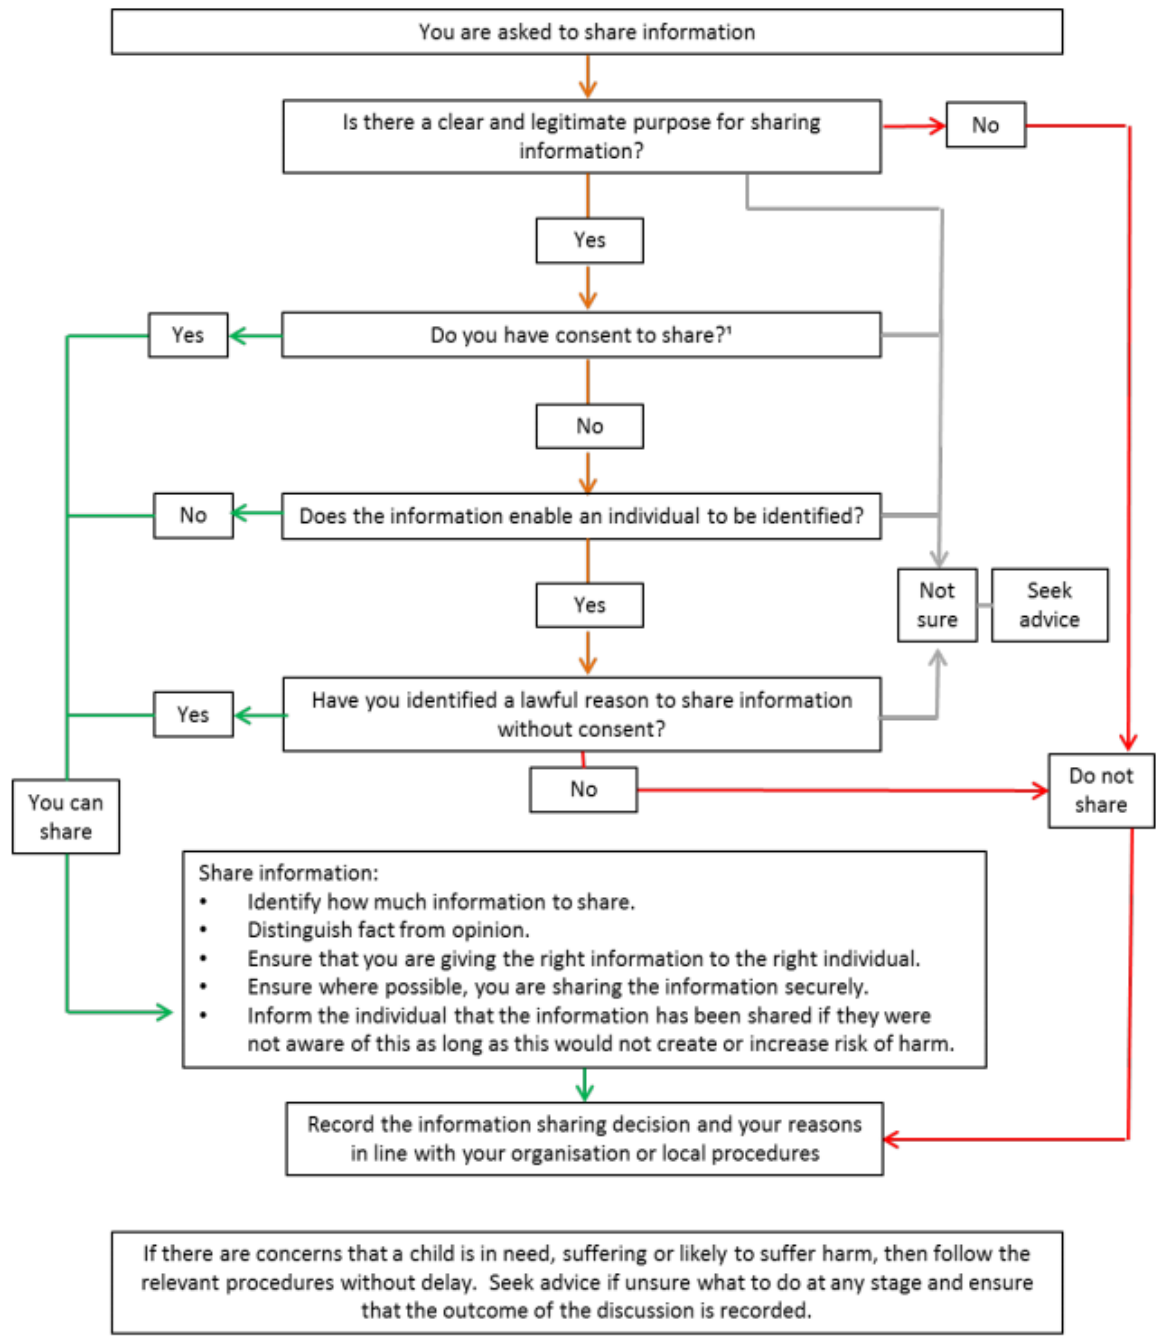 You are asked to share information
Is there a clear and legitimate purpose for sharing
information?
No
Yes
Yes
Do you have consent to share?¹
No
No
Does the information enable an individual to be identified?
Yes
Not
sure
Seek
advice
Yes
Have you identified a lawful reason to share information
without consent?
No
Do not
share
You can
share
Share information:
• Identify how much information to share.
• Distinguish fact from opinion.
• Ensure that you are giving the right information to the right individual.
• Ensure where possible, you are sharing the information securely.
• Inform the individual that the information has been shared if they were
not aware of this as long as this would not create or increase risk of harm.
Record the information sharing decision and your reasons
in line with your organisation or local procedures
If there are concerns that a child is in need, suffering or likely to suffer harm, then follow the
relevant procedures without delay.  Seek advice if unsure what to do at any stage and ensure
that the outcome of the discussion is recorded.